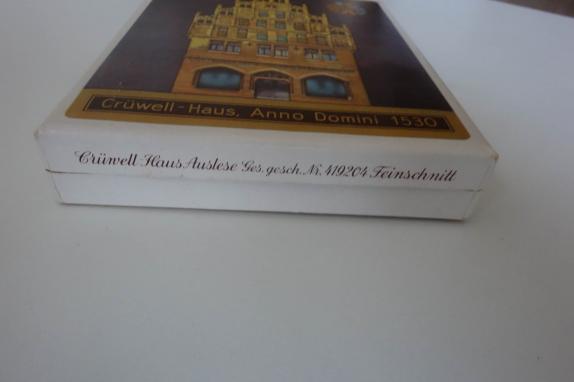 Crüwell-Haus, Anno Domini 1530
Crüwell-Haus Auslese Ges. gesch. Nr. 419204 Feinschnitt